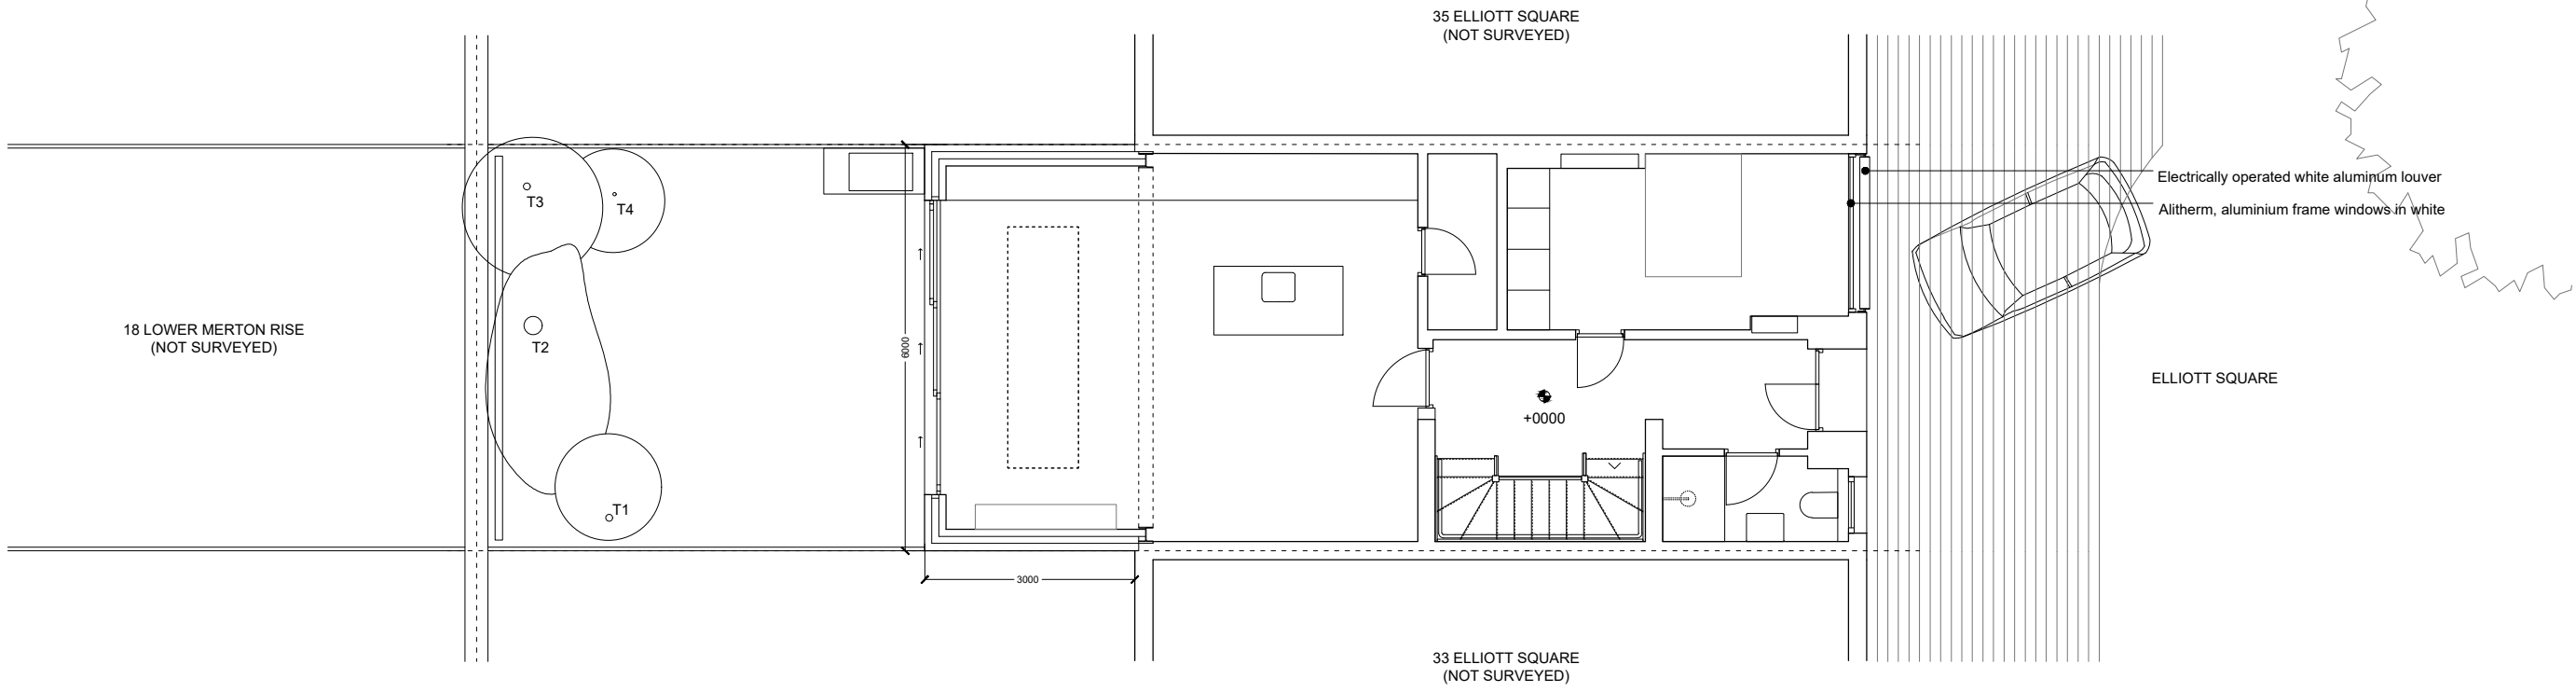 35 ELLIOTT SQUARE
(NOT SURVEYED)
Electrically operated white aluminum louver
T3
T4
Alitherm, aluminium frame windows in white
18 LOWER MERTON RISE
(NOT SURVEYED)
T2
6000
ELLIOTT SQUARE
+0000
T1
3000
33 ELLIOTT SQUARE
(NOT SURVEYED)